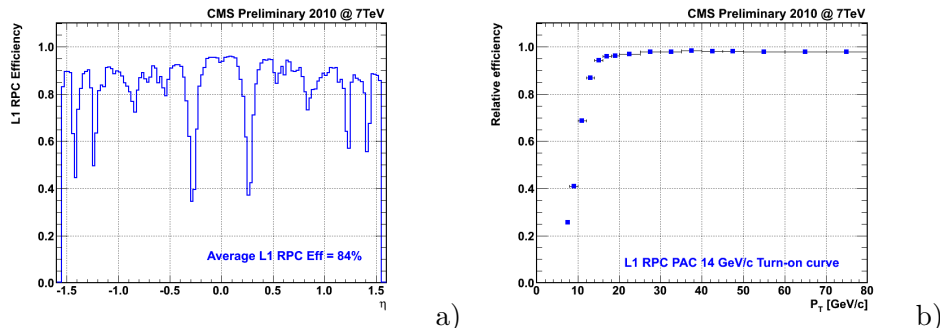 CMS Preliminary 2010 @ 7TeV
L1 RPC Efficiency
1.0
0.8
0.6
0.4
0.2
0.0
Average L1 RPC Eff = 84%
-1.5 -1.0 -0.5 0.0 0.5 1.0 1.5
η
a)
CMS Preliminary 2010 @ 7TeV
Relative efficiency
1.0
0.8
0.6
0.4
0.2
0.0
L1 RPC PAC 14 GeV/c Turn-on curve
0 10 20 30 40 50 60 70 80
P_T [GeV/c]
b)